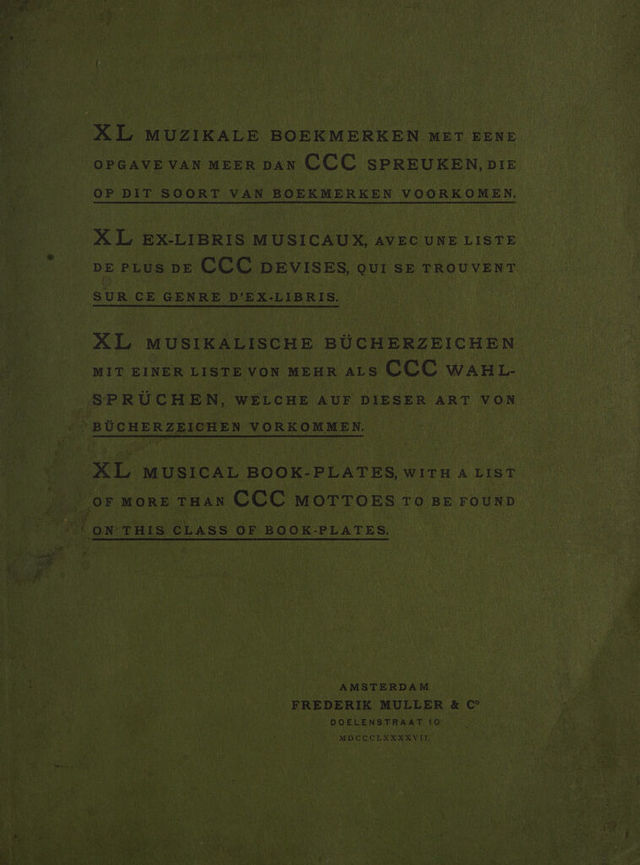 XL MUZIKALE BOEKMERKEN MET EENE
OPGAVE VAN MEER DAN CCC SPREUKEN, DIE
OP DIT SOORT VAN BOEKMERKEN VOORKOMEN.
XL EX-LIBRIS MUSICAUX, AVEC UNE LISTE
DE PLUS DE CCC DEVISES, QUI SE TROUVENT
SUR CE GENRE D'EX-LIBRIS.
XL MUSIKALISCHE BÜCHERZEICHEN
MIT EINER LISTE VON MEHR ALS CCC WAHL-
SPRÜCHEN, WELCHE AUF DIESER ART VON
BÜCHERZEICHEN VORKOMMEN.
XL MUSICAL BOOK-PLATES, WITH A LIST
OF MORE THAN CCC MOTTOES TO BE FOUND
ON THIS CLASS OF BOOK-PLATES.
AMSTERDAM
FREDERIK MULLER & Cº
DOELENSTRAAT 10
MDCCCLXXXXVII.